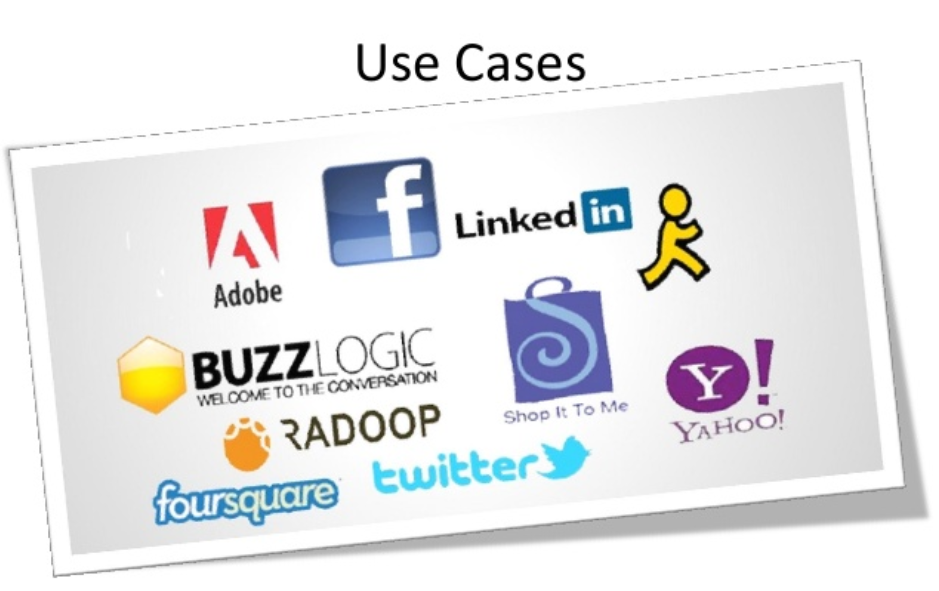 Use Cases
f
Linked in
Adobe
BUZZLOGIC
WELCOME TO THE CONVERSATION
Shop It To Me
Y!
YAHOO!
RADOOP
twitter
foursquare